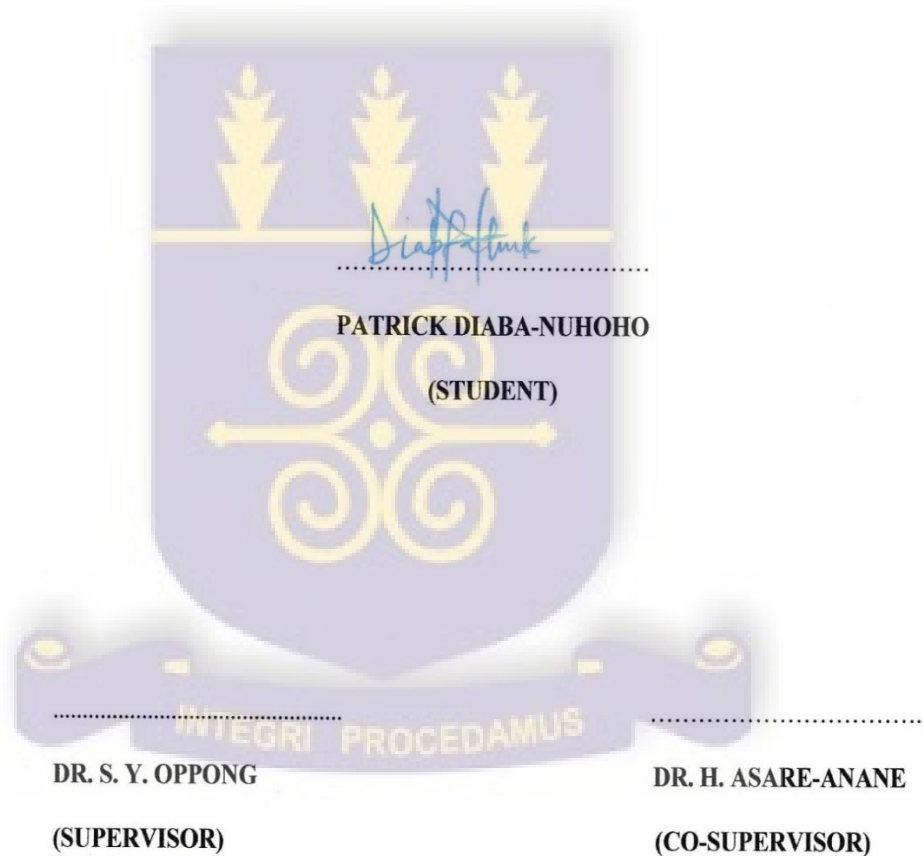 .......................................
PATRICK DIABA-NUHOHO
(STUDENT)
INTEGRI PROCEDAMUS
....................................... .......................................
DR. S. Y. OPPONG DR. H. ASARE-ANANE
(SUPERVISOR) (CO-SUPERVISOR)